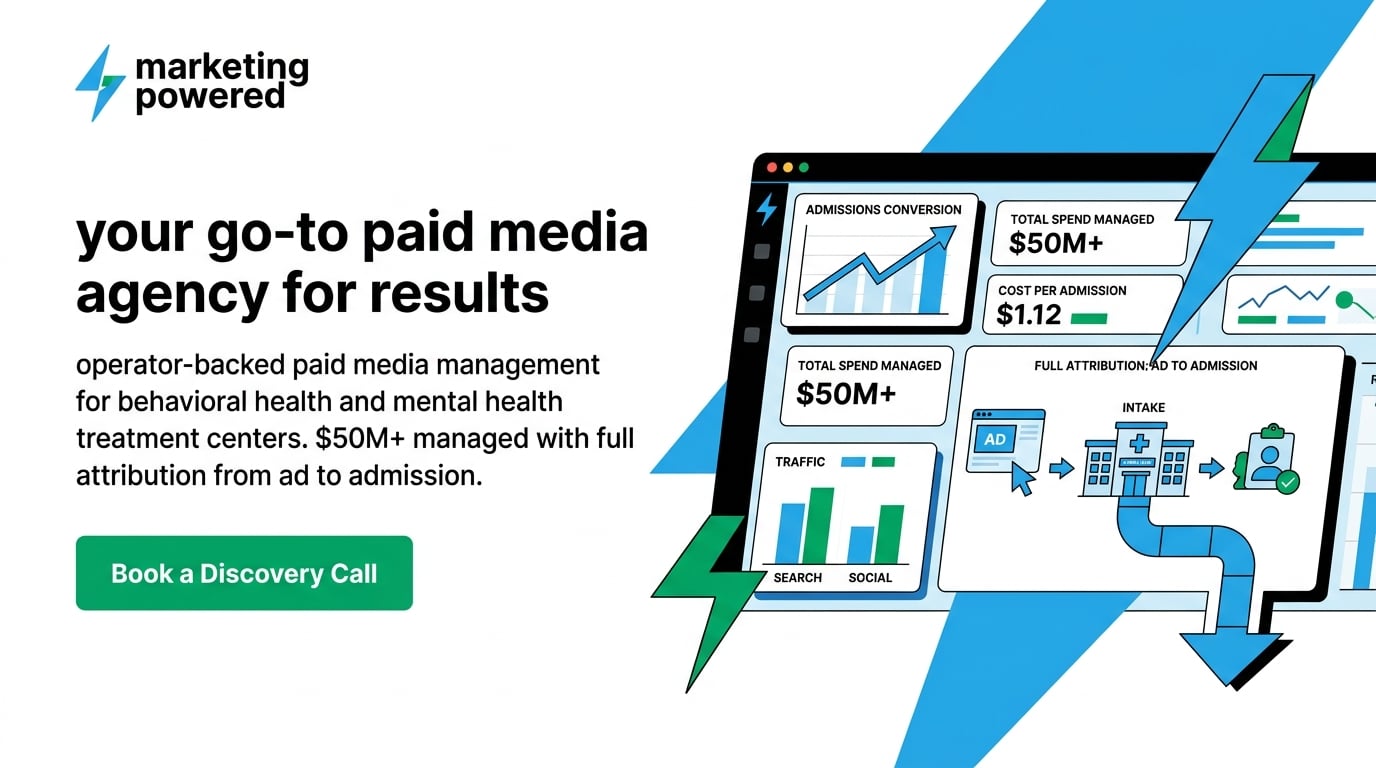 marketing
powered
your go-to paid media
agency for results
operator-backed paid media management
for behavioral health and mental health
treatment centers. $50M+ managed with full
attribution from ad to admission.
Book a Discovery Call
ADMISSIONS CONVERSION
TOTAL SPEND MANAGED
$50M+
COST PER ADMISSION
$1.12
TOTAL SPEND MANAGED
$50M+
FULL ATTRIBUTION: AD TO ADMISSION
AD
INTAKE
TRAFFIC
SEARCH
SOCIAL